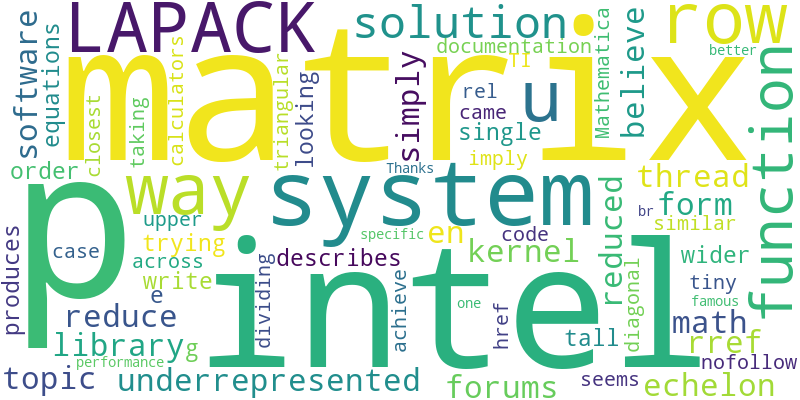 LAPACK
solution
row
software
equations
matrix
documentation
TI
Mathematica
better
believe
function
closest
taking
calculators
triangular
looking
simply
rel
came
single
u
imply
Thanks
order
p
way
system
thread
reduced
form
similar
upper
trying
across
write
specific
en
code
kernel
br
wider
tiny
famous
produces
case
e
dividing
describes
intel
achieve
one
href
diagonal
math
rref
reduce
library
g
performance
tall
nofollow
topic
underrepresented
forums
seems
echelon